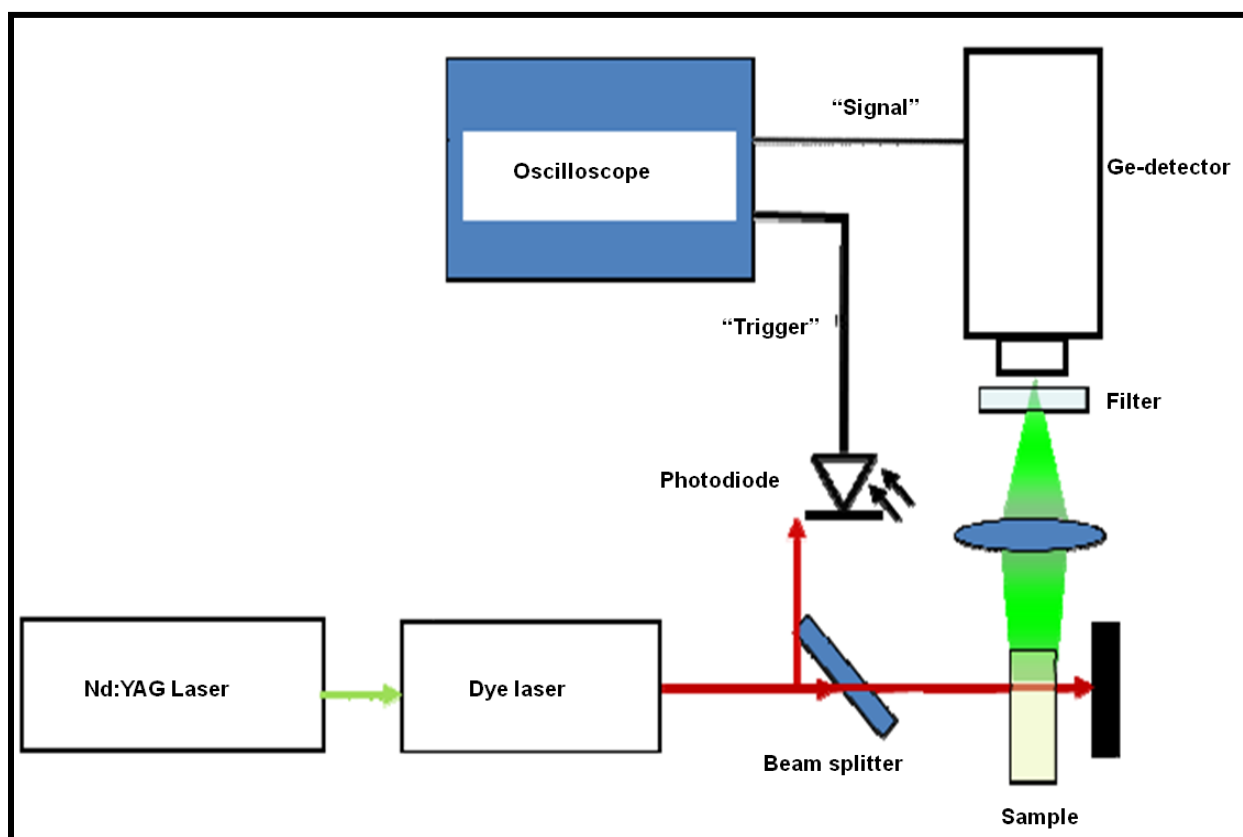 “Signal”
Oscilloscope
Ge-detector
“Trigger”
Filter
Photodiode
Nd:YAG Laser
Dye laser
Beam splitter
Sample